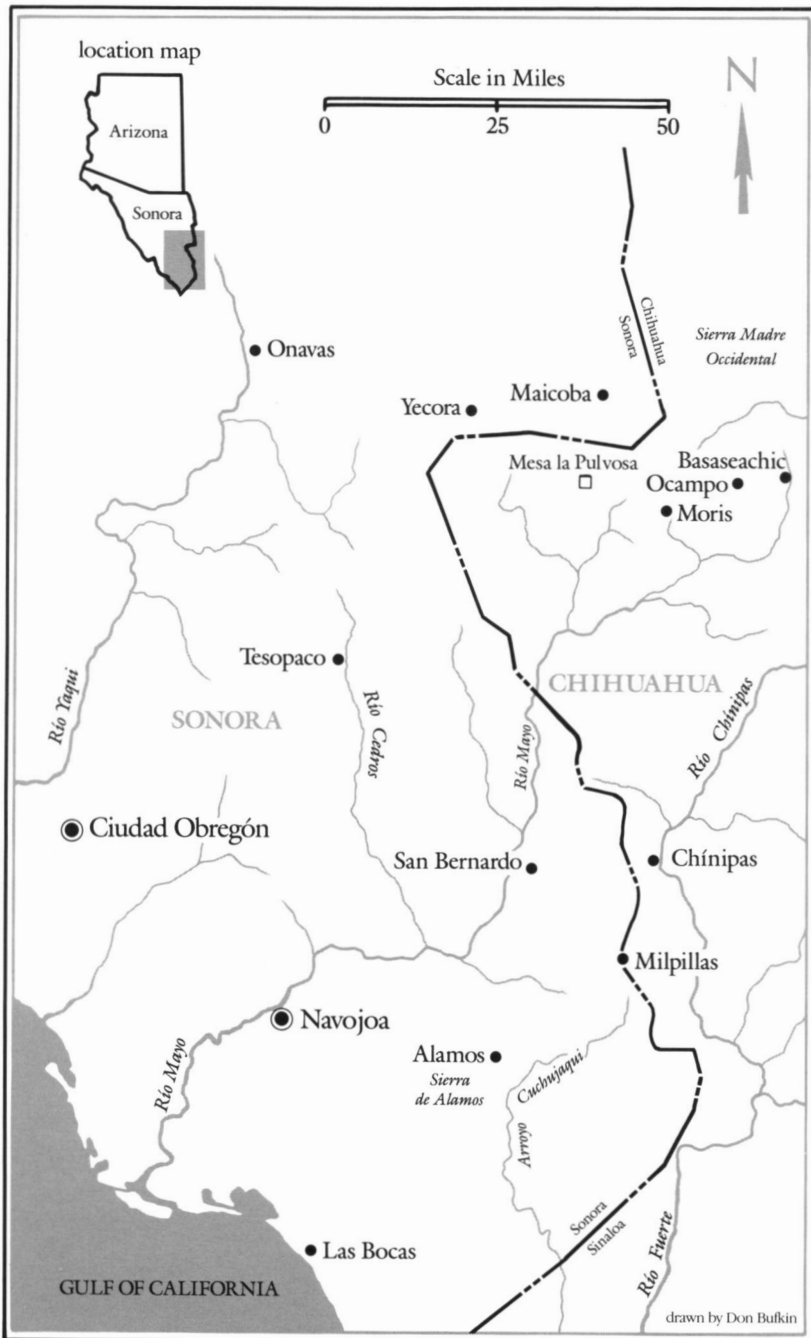 location map
Scale in Miles
0 25 50
N
Arizona
Sonora
Chihuahua
Sonora
Sierra Madre
Occidental
Onavas
Maicoba
Yecora
Mesa la Pulvosa
Basaseachic
Ocampo
Moris
Tesopaco
CHIHUAHUA
Río Yaqui
SONORA
Río Cedros
Río Mayo
Río Chínipas
Ciudad Obregón
San Bernardo
Chínipas
Milpillas
Navojoa
Río Mayo
Alamos
Sierra
de Alamos
Arroyo Cuchujaqui
Sonora
Sinaloa
Río Fuerte
Las Bocas
GULF OF CALIFORNIA
drawn by Don Bufkin